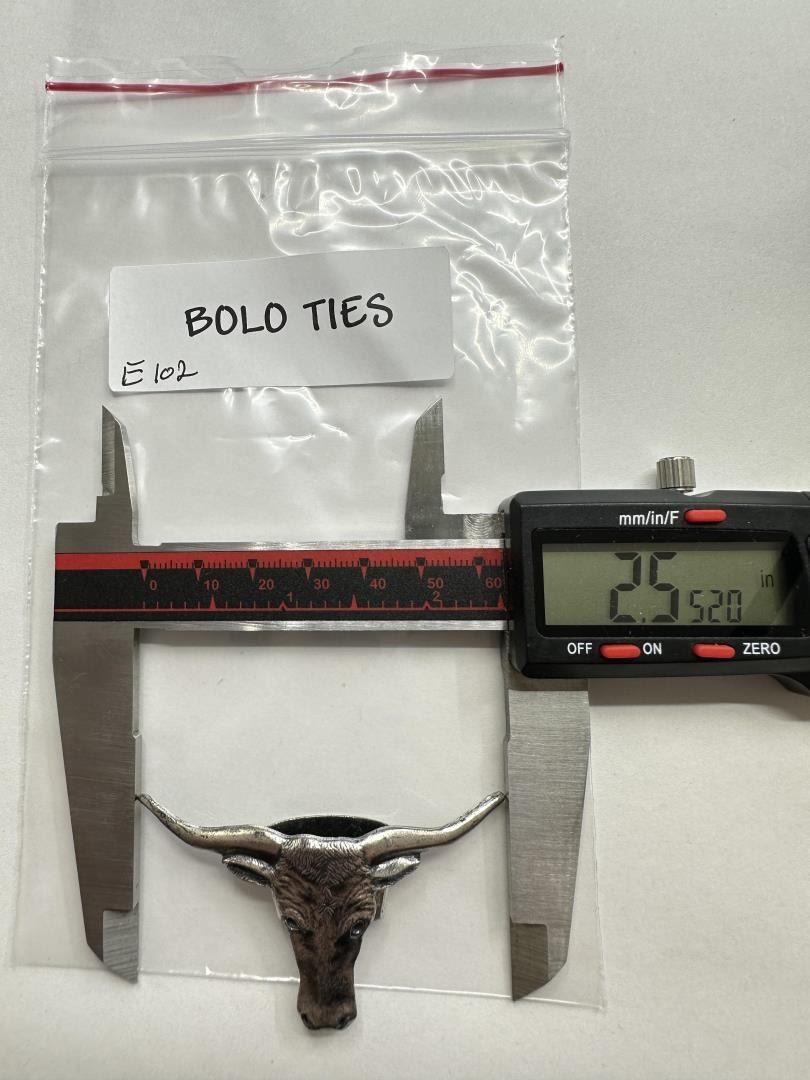 BOLO TIES
E 102
mm/in/F
2.5520 in
0 10 20 30 40 50 60
1 2
OFF ON ZERO